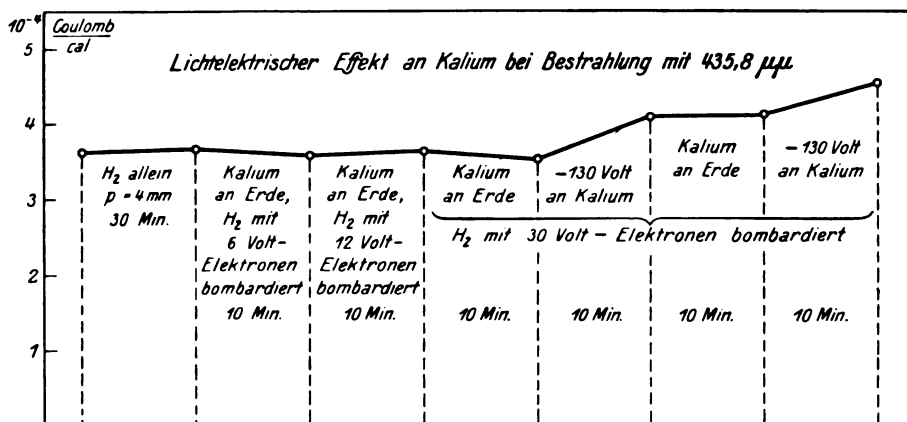 10⁻⁴ Coulomb
cal
5
4
3
2
1
Lichtelektrischer Effekt an Kalium bei Bestrahlung mit 435,8 μμ
H₂ allein
p = 4 mm
30 Min.
Kalium
an Erde,
H₂ mit
6 Volt-
Elektronen
bombardiert
10 Min.
Kalium
an Erde,
H₂ mit
12 Volt-
Elektronen
bombardiert
10 Min.
Kalium
an Erde
-130 Volt
an Kalium
Kalium
an Erde
-130 Volt
an Kalium
H₂ mit 30 Volt - Elektronen bombardiert
10 Min.
10 Min.
10 Min.
10 Min.